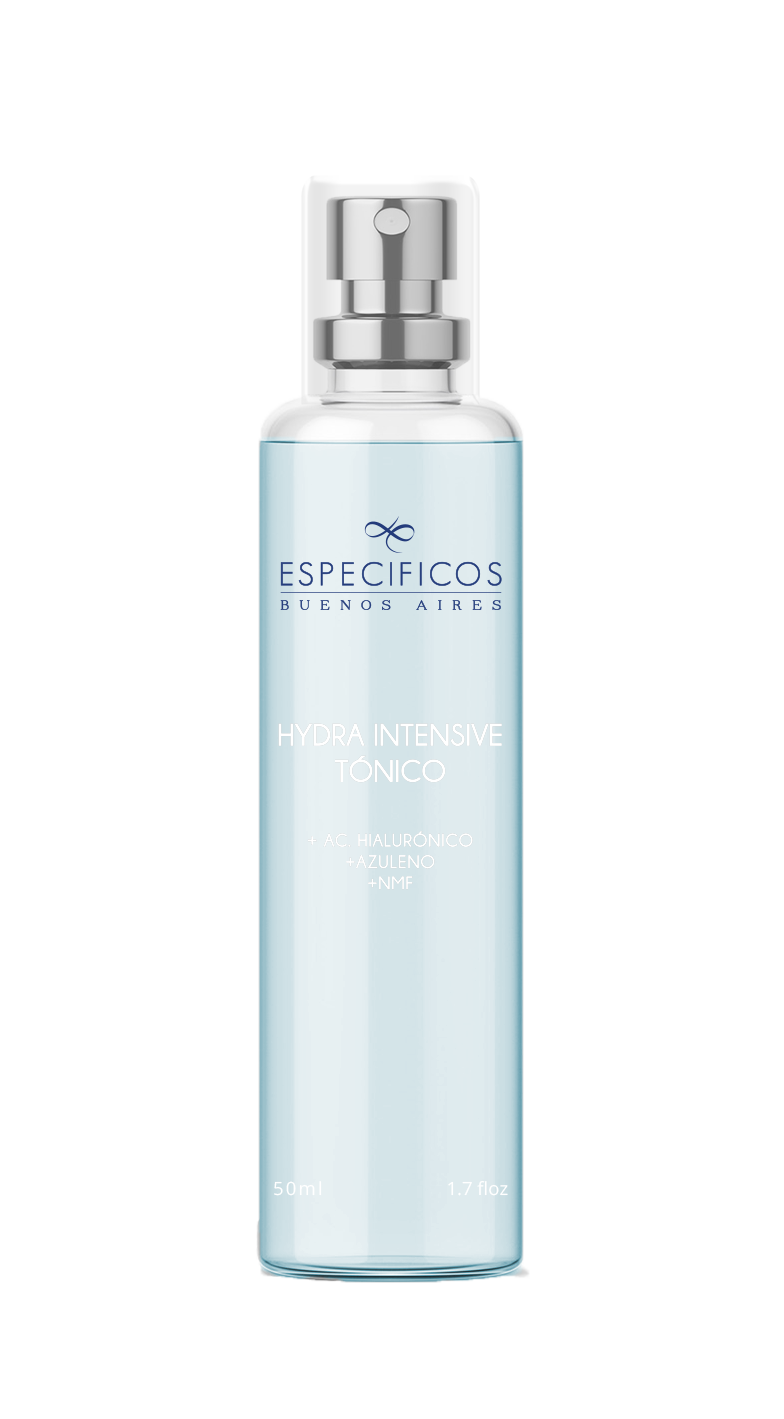 ESPECIFICOS
BUENOS AIRES
HYDRA INTENSIVE
TÓNICO
+ AC. HIALURÓNICO
+AZULENO
+NMF
50ml 1.7 floz